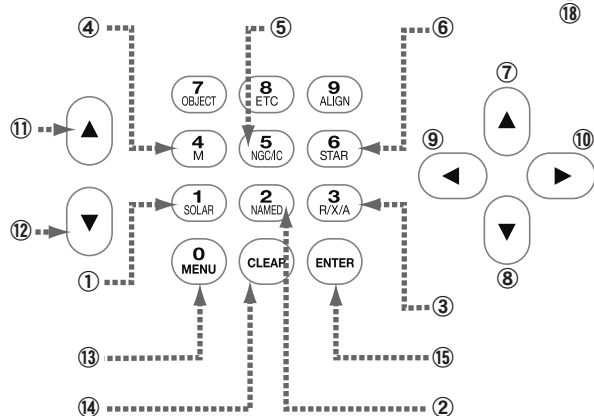 ④ ⑤ ⑥ ⑱
7 8 9 ⑦
OBJECT ETC ALIGN
⑪ ▲ ▲
4 5 6 ⑨ ⑩
M NGC/IC STAR
◀ ▶
1 2 3
SOLAR NAMED R/X/A
⑫ ▼ ▼
0
MENU CLEAR ENTER
① ⑧
③
⑬ ⑮
⑭ ②